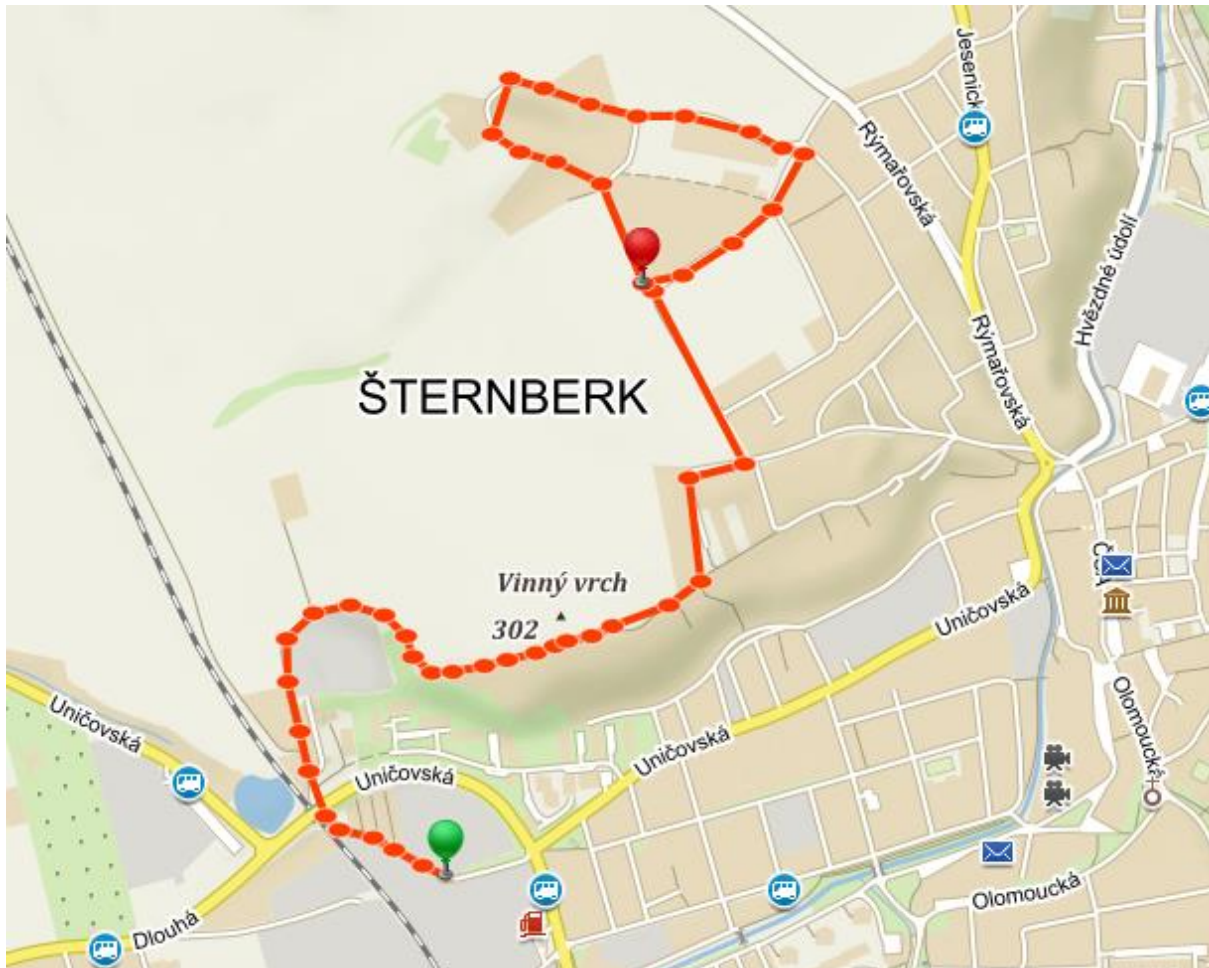 Jesenick
Rýmařovská
Hvězdné údolí
Rýmařovská
ŠTERNBERK
Vinný vrch
302
Uničovská
Uničovská
Uničovská
Uničovská
Olomoucká
Olomoucká
Dlouhá